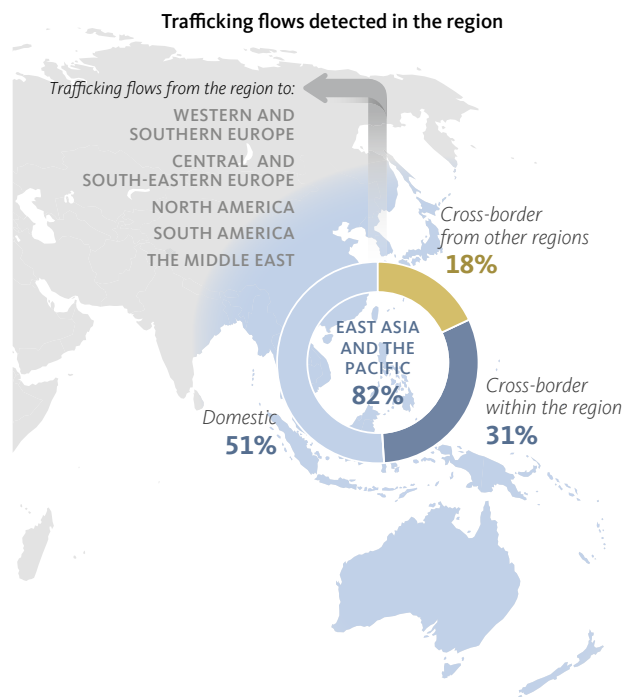 Trafficking flows detected in the region
Trafficking flows from the region to:
WESTERN AND
SOUTHERN EUROPE
CENTRAL AND
SOUTH-EASTERN EUROPE
NORTH AMERICA
SOUTH AMERICA
THE MIDDLE EAST
Cross-border
from other regions
18%
EAST ASIA
AND THE
PACIFIC
82%
Cross-border
within the region
31%
Domestic
51%